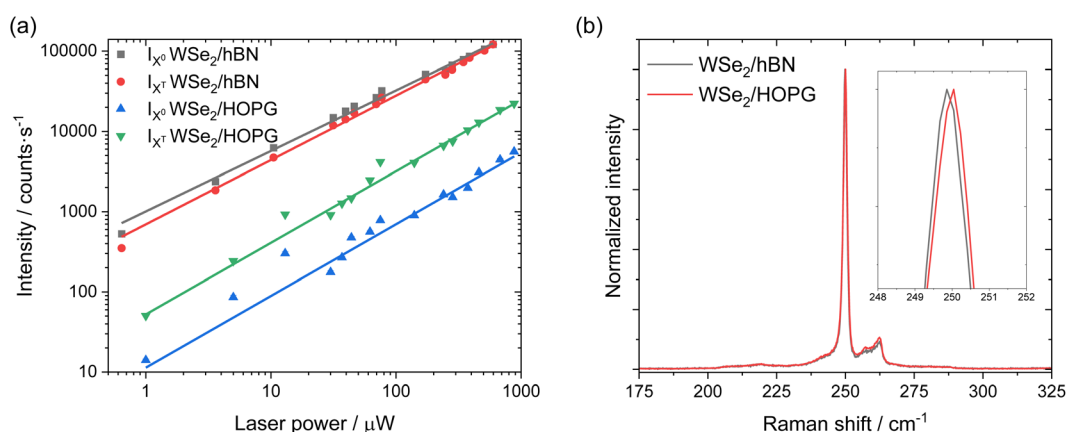 (a)
100000
10000
1000
100
10
Intensity / counts·s⁻¹
I_X⁰ WSe₂/hBN
I_Xᵀ WSe₂/hBN
I_X⁰ WSe₂/HOPG
I_Xᵀ WSe₂/HOPG
1 10 100 1000
Laser power / μW
(b)
Normalized intensity
WSe₂/hBN
WSe₂/HOPG
248 249 250 251 252
175 200 225 250 275 300 325
Raman shift / cm⁻¹